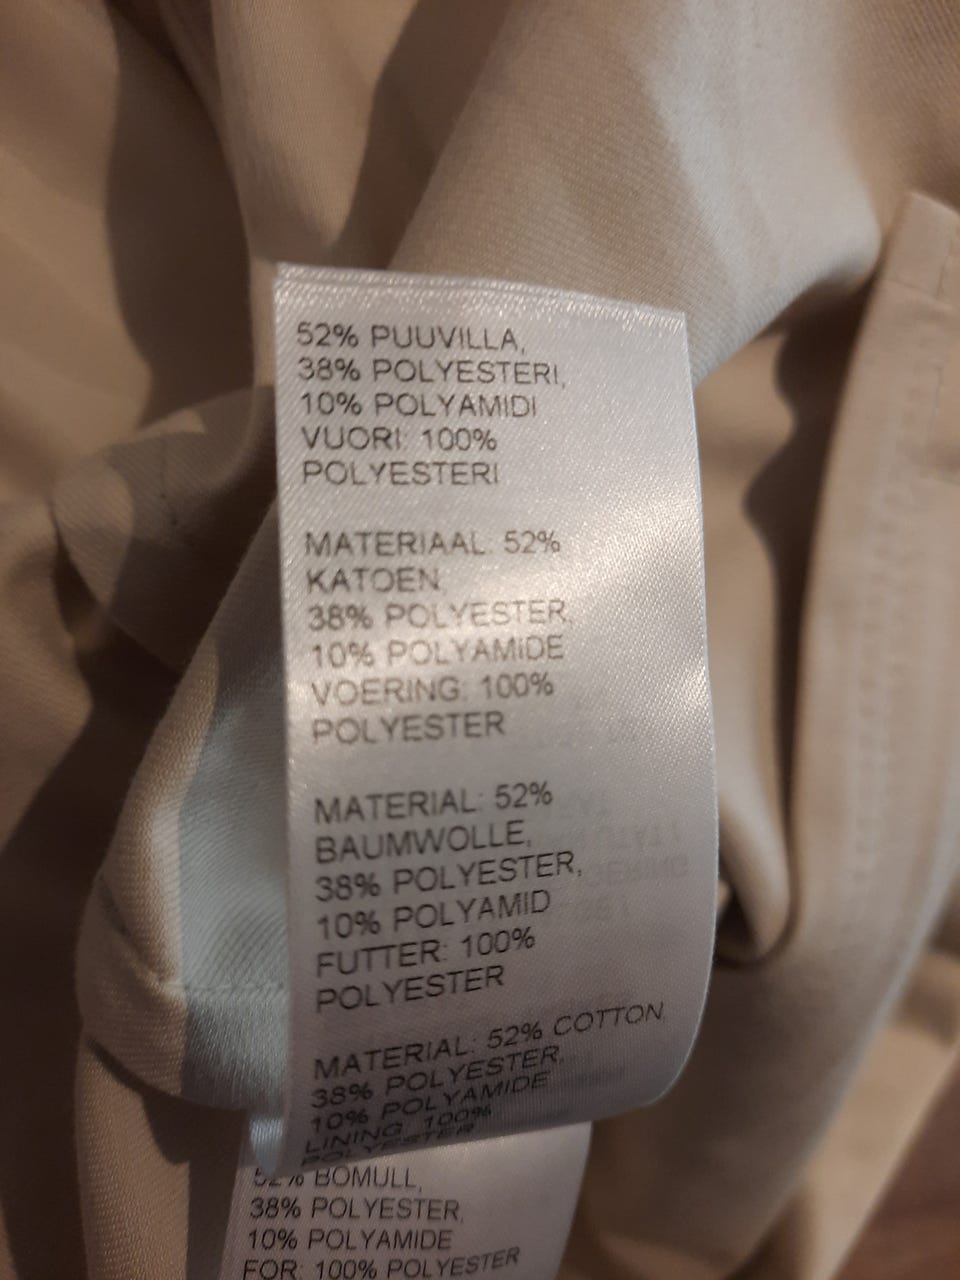 52% PUUVILLA,
38% POLYESTERI,
10% POLYAMIDI
VUORI: 100%
POLYESTERI
MATERIAAL: 52%
KATOEN,
38% POLYESTER,
10% POLYAMIDE
VOERING: 100%
POLYESTER
MATERIAL: 52%
BAUMWOLLE,
38% POLYESTER,
10% POLYAMID
FUTTER: 100%
POLYESTER
MATERIAL: 52% COTTON,
38% POLYESTER,
10% POLYAMIDE
LINING: 100%
POLYESTER
52% BOMULL,
38% POLYESTER,
10% POLYAMIDE
FOR: 100% POLYESTER